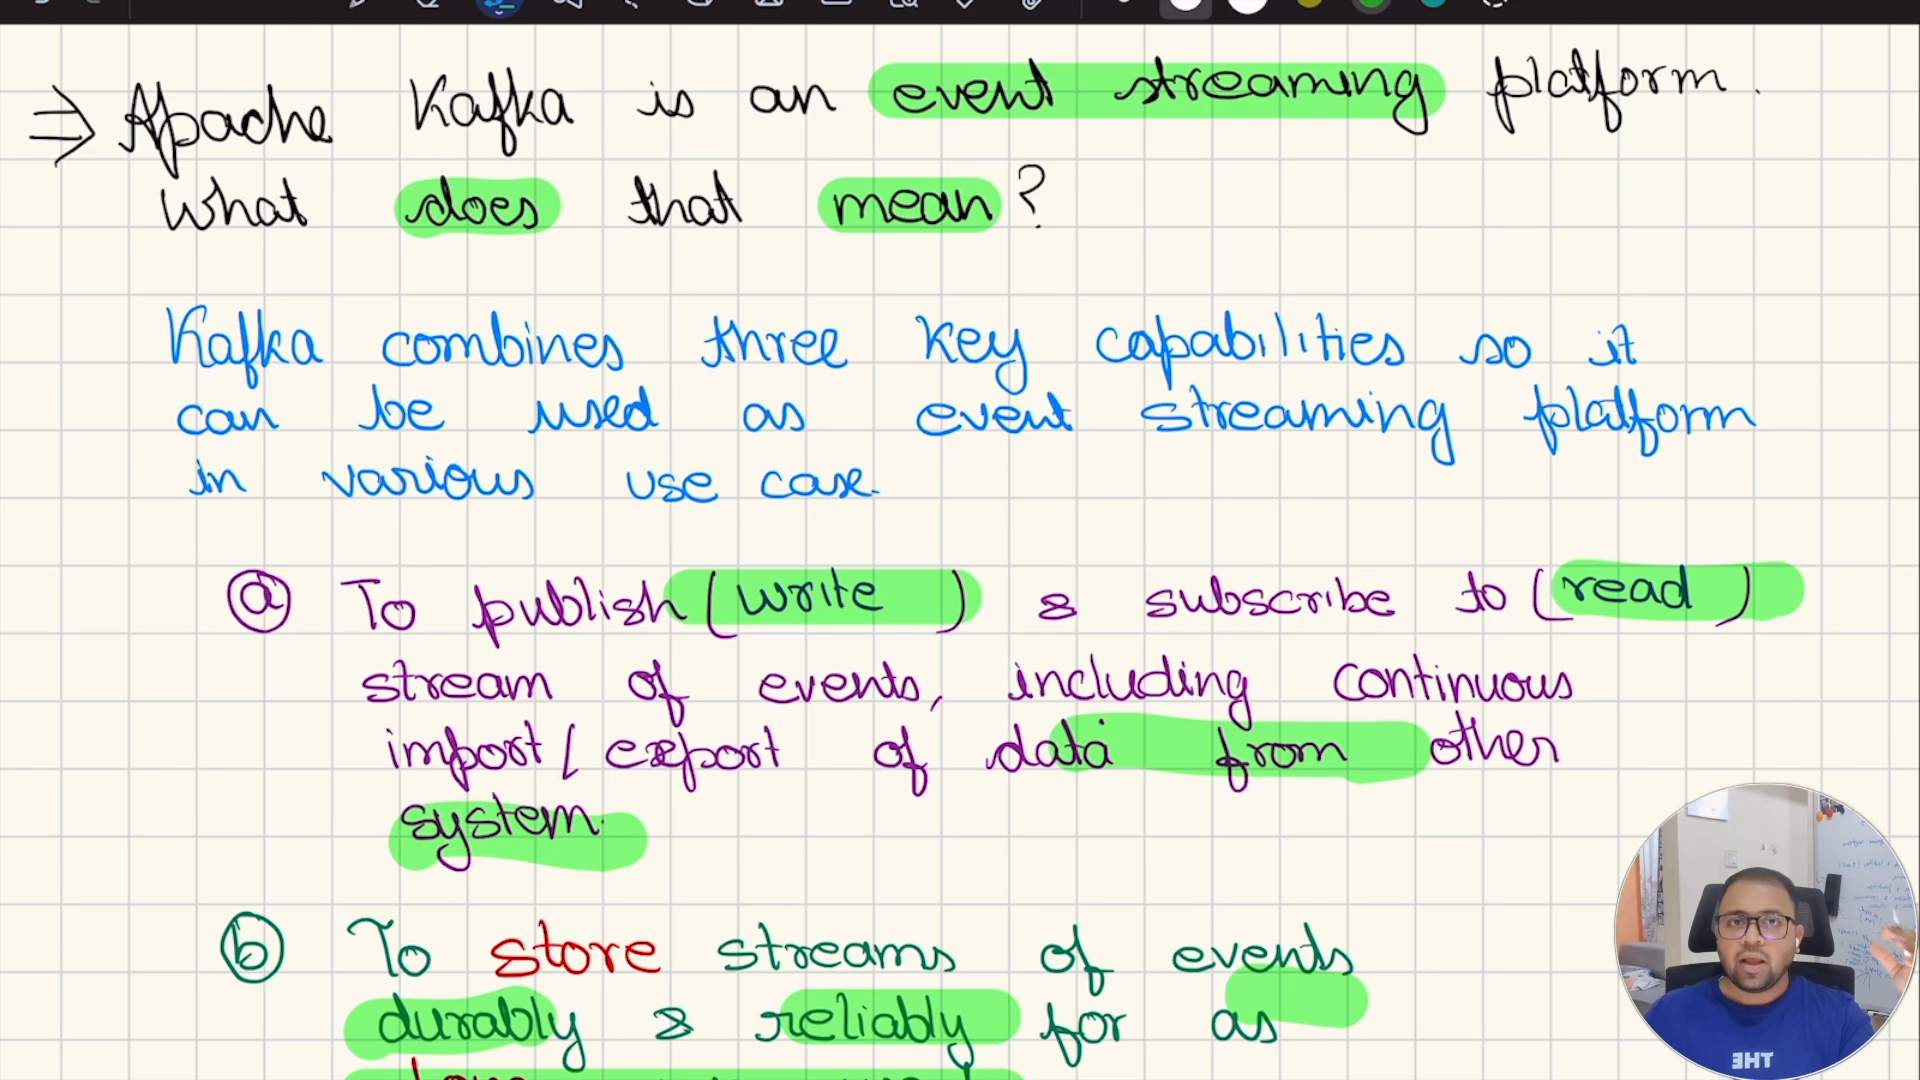 ⇒ Apache Kafka is an event streaming platform.
What does that mean?
Kafka combines three key capabilities so it
can be used as event streaming platform
in various use case.
ⓐ To publish (write) & subscribe to (read)
stream of events, including continuous
import/export of data from other
system.
ⓑ To store streams of events
durably & reliably for as
THE